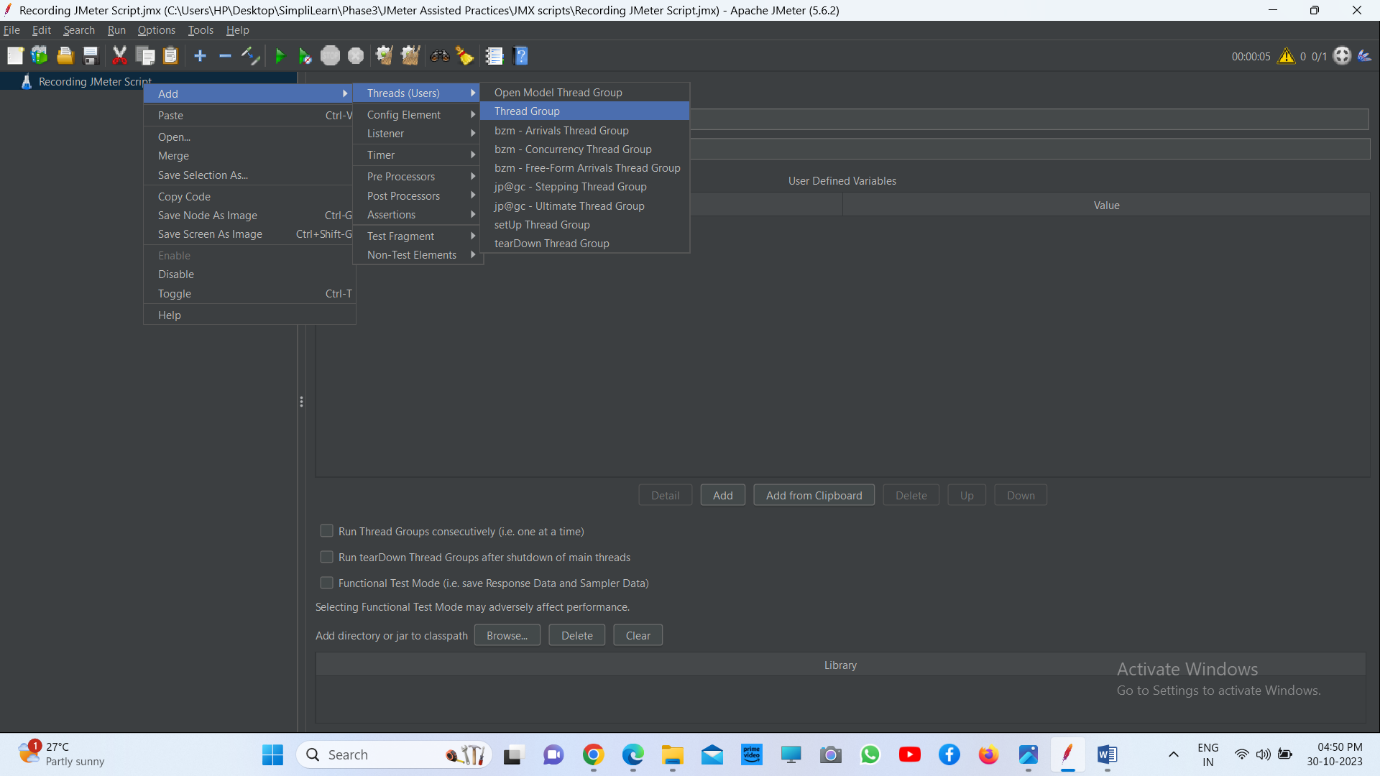 Recording JMeter Script.jmx (C:\Users\HP\Desktop\SimpliLearn\Phase3\JMeter Assisted Practices\JMX scripts\Recording JMeter Script.jmx) - Apache JMeter (5.6.2)
File Edit Search Run Options Tools Help
00:00:05 0 0/1
Recording JMeter Script
Add
Paste Ctrl-V
Open...
Merge
Save Selection As...
Copy Code
Save Node As Image Ctrl-G
Save Screen As Image Ctrl+Shift-G
Enable
Disable
Toggle Ctrl-T
Help
Threads (Users)
Config Element
Listener
Timer
Pre Processors
Post Processors
Assertions
Test Fragment
Non-Test Elements
Open Model Thread Group
Thread Group
bzm - Arrivals Thread Group
bzm - Concurrency Thread Group
bzm - Free-Form Arrivals Thread Group
jp@gc - Stepping Thread Group
jp@gc - Ultimate Thread Group
setUp Thread Group
tearDown Thread Group
User Defined Variables
Value
Detail Add Add from Clipboard Delete Up Down
Run Thread Groups consecutively (i.e. one at a time)
Run tearDown Thread Groups after shutdown of main threads
Functional Test Mode (i.e. save Response Data and Sampler Data)
Selecting Functional Test Mode may adversely affect performance.
Add directory or jar to classpath Browse... Delete Clear
Library
Activate Windows
Go to Settings to activate Windows.
1
27°C
Partly sunny
Search
prime video
ENG
IN
04:50 PM
30-10-2023